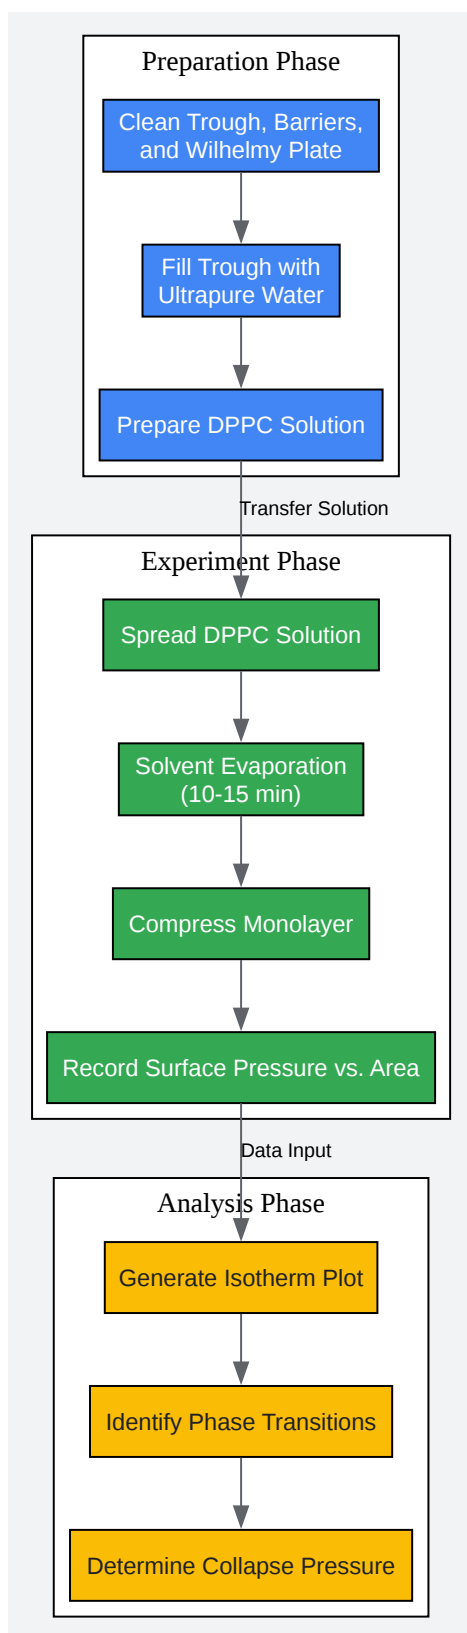 Preparation Phase
Clean Trough, Barriers,
and Wilhelmy Plate
Fill Trough with
Ultrapure Water
Prepare DPPC Solution
Transfer Solution
Experiment Phase
Spread DPPC Solution
Solvent Evaporation
(10-15 min)
Compress Monolayer
Record Surface Pressure vs. Area
Data Input
Analysis Phase
Generate Isotherm Plot
Identify Phase Transitions
Determine Collapse Pressure